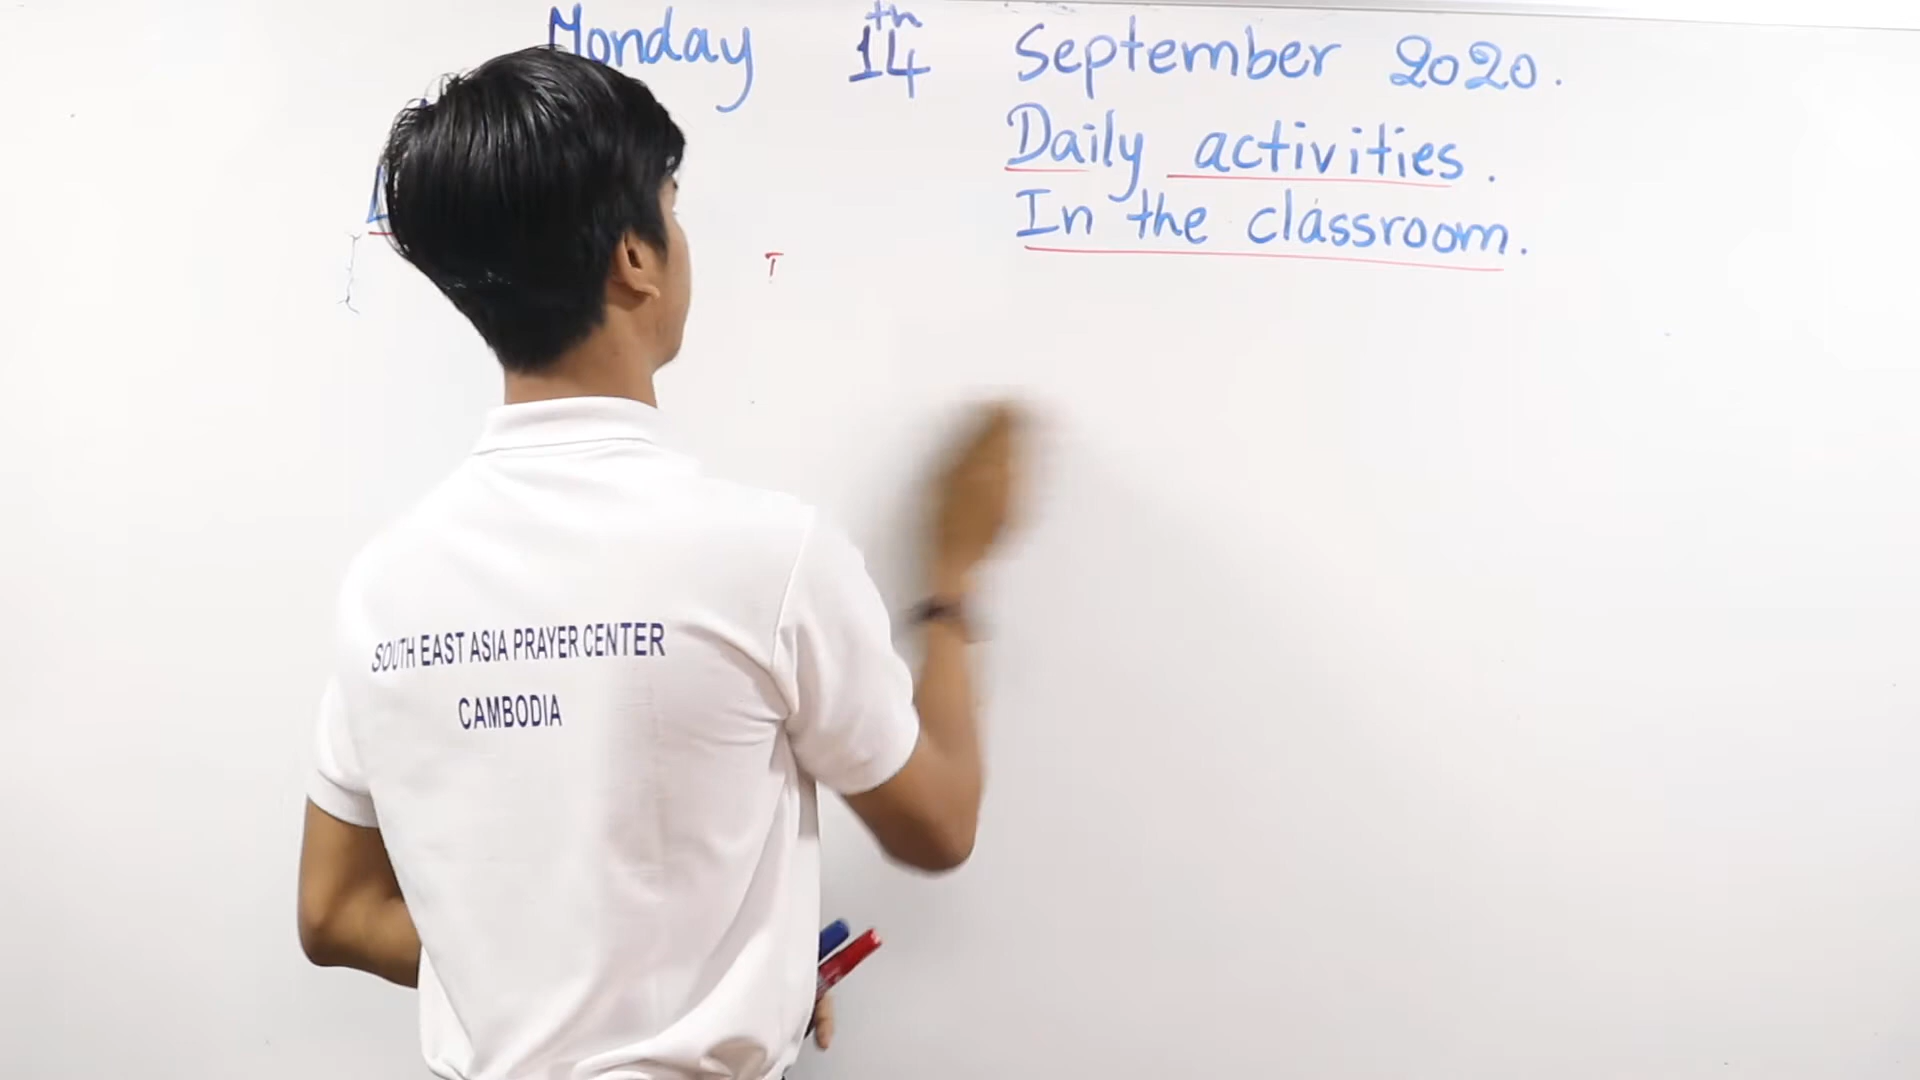 Monday 14th September 2020.
Daily activities.
In the classroom.
SOUTH EAST ASIA PRAYER CENTER
CAMBODIA